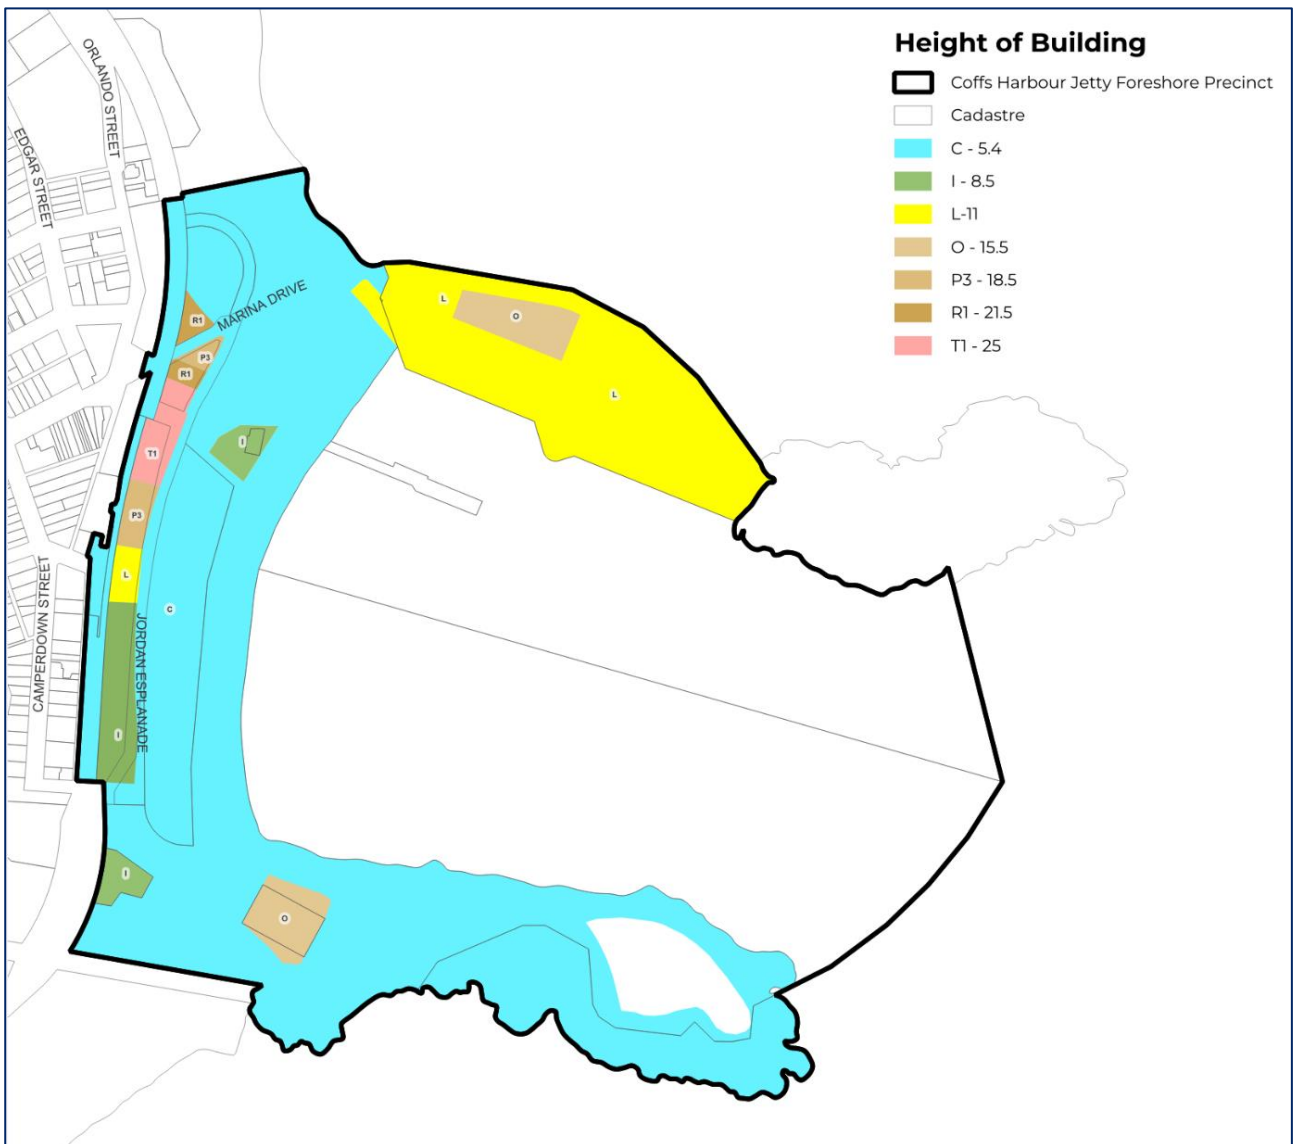 Height of Building
Coffs Harbour Jetty Foreshore Precinct
Cadastre
C - 5.4
I - 8.5
L-11
O - 15.5
P3 - 18.5
R1 - 21.5
T1 - 25
ORLANDO STREET
EDGAR STREET
MARINA DRIVE
R1
P3
R1
L
O
L
I
T1
P3
L
C
CAMPERDOWN STREET
JORDAN ESPLANADE
I
I
O